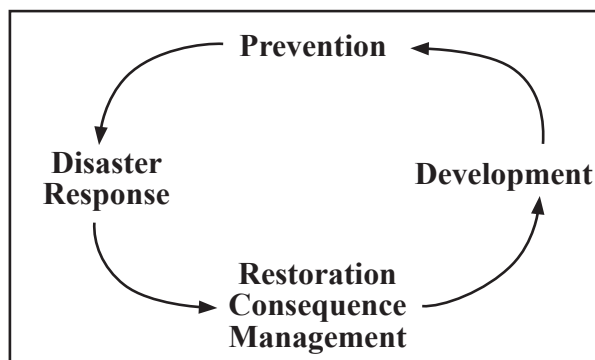 Prevention
Disaster
Response
Development
Restoration
Consequence
Management